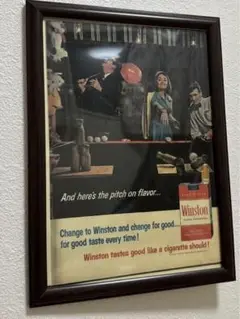 And here's the pitch on flavor...
Change to Winston and change for good
for good taste every time!
Winston
Winston tastes good like a cigarette should!